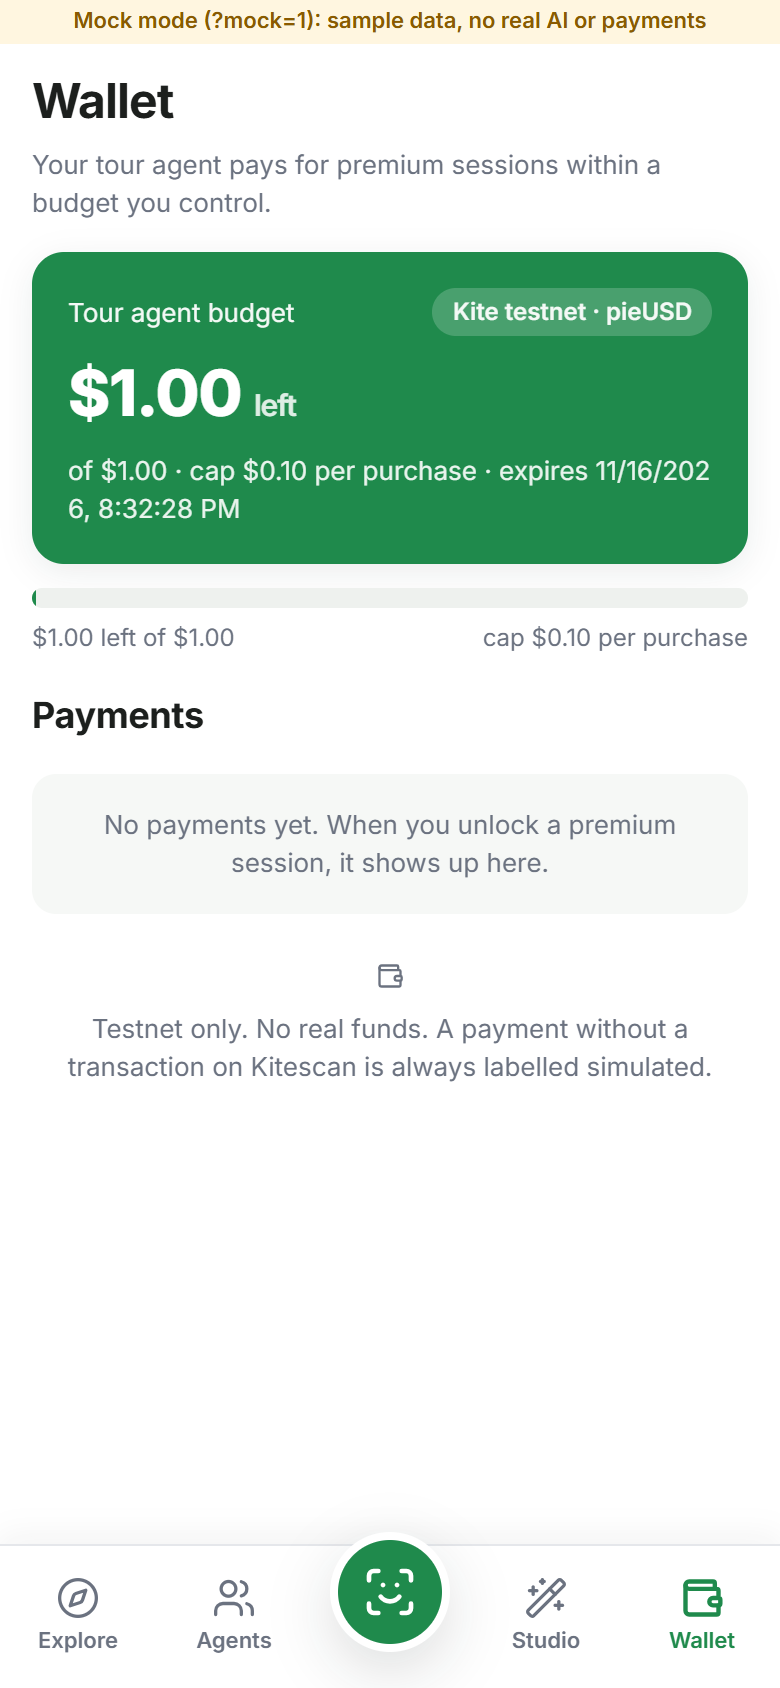 Mock mode (?mock=1): sample data, no real AI or payments
Wallet
Your tour agent pays for premium sessions within a
budget you control.
Tour agent budget
Kite testnet · pieUSD
$1.00 left
of $1.00 · cap $0.10 per purchase · expires 11/16/202
6, 8:32:28 PM
$1.00 left of $1.00
cap $0.10 per purchase
Payments
No payments yet. When you unlock a premium
session, it shows up here.
Testnet only. No real funds. A payment without a
transaction on Kitescan is always labelled simulated.
Explore
Agents
Studio
Wallet